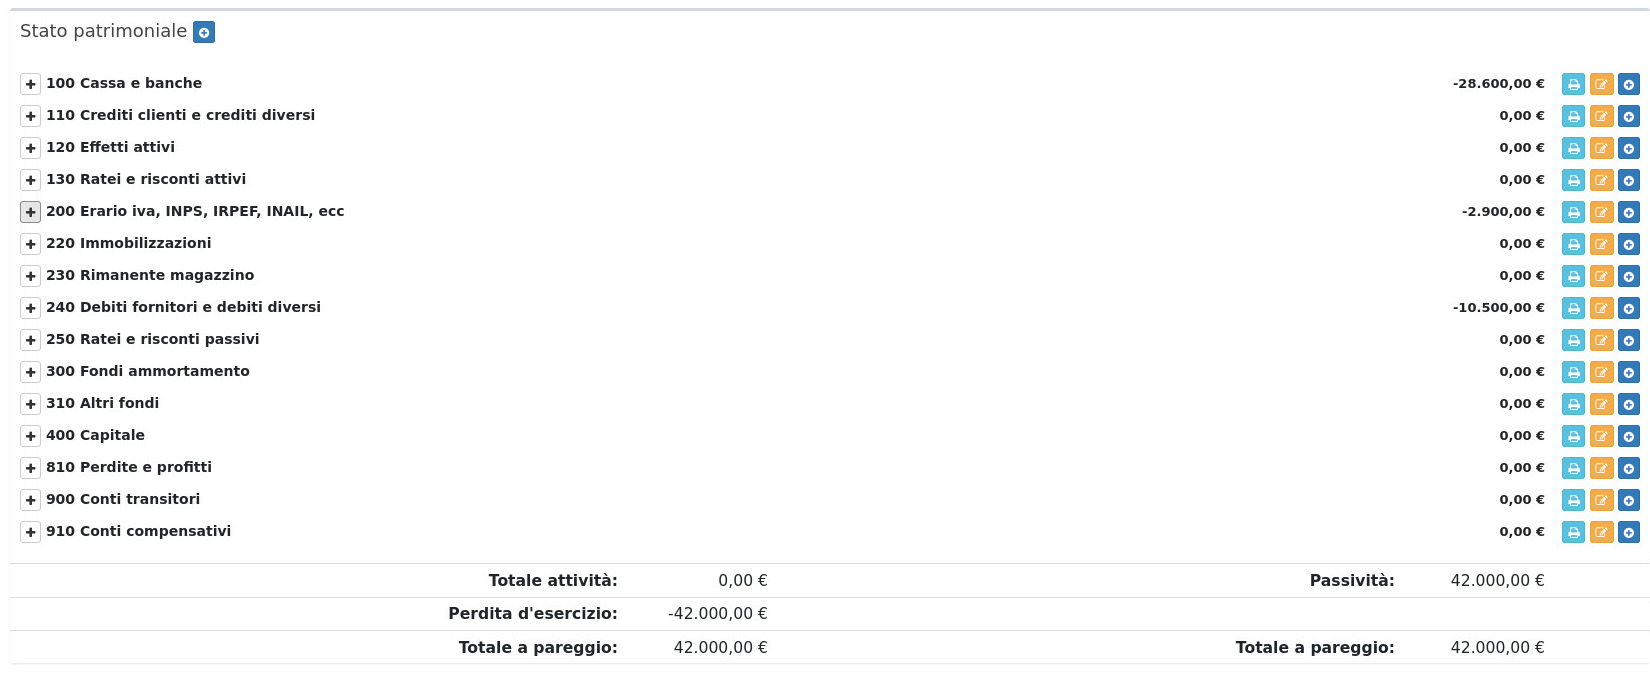 Stato patrimoniale
100 Cassa e banche -28.600,00 €
110 Crediti clienti e crediti diversi 0,00 €
120 Effetti attivi 0,00 €
130 Ratei e risconti attivi 0,00 €
200 Erario iva, INPS, IRPEF, INAIL, ecc -2.900,00 €
220 Immobilizzazioni 0,00 €
230 Rimanente magazzino 0,00 €
240 Debiti fornitori e debiti diversi -10.500,00 €
250 Ratei e risconti passivi 0,00 €
300 Fondi ammortamento 0,00 €
310 Altri fondi 0,00 €
400 Capitale 0,00 €
810 Perdite e profitti 0,00 €
900 Conti transitori 0,00 €
910 Conti compensativi 0,00 €
Totale attività: 0,00 € Passività: 42.000,00 €
Perdita d'esercizio: -42.000,00 €
Totale a pareggio: 42.000,00 € Totale a pareggio: 42.000,00 €